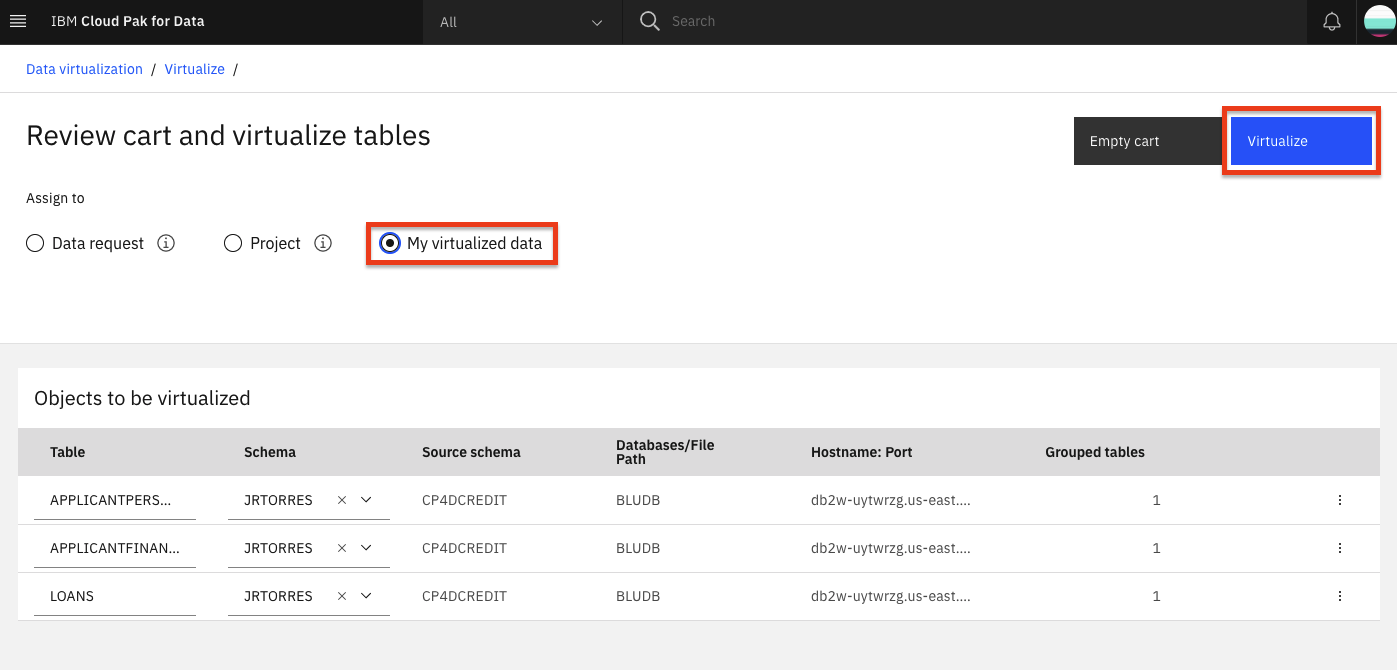 IBM Cloud Pak for Data All Search
Data virtualization / Virtualize /
Review cart and virtualize tables
Empty cart Virtualize
Assign to
Data request Project My virtualized data
Objects to be virtualized
Table Schema Source schema Databases/File Path Hostname: Port Grouped tables
APPLICANTPERS... JRTORRES CP4DCREDIT BLUDB db2w-uytwrzg.us-east.... 1
APPLICANTFINAN... JRTORRES CP4DCREDIT BLUDB db2w-uytwrzg.us-east.... 1
LOANS JRTORRES CP4DCREDIT BLUDB db2w-uytwrzg.us-east.... 1